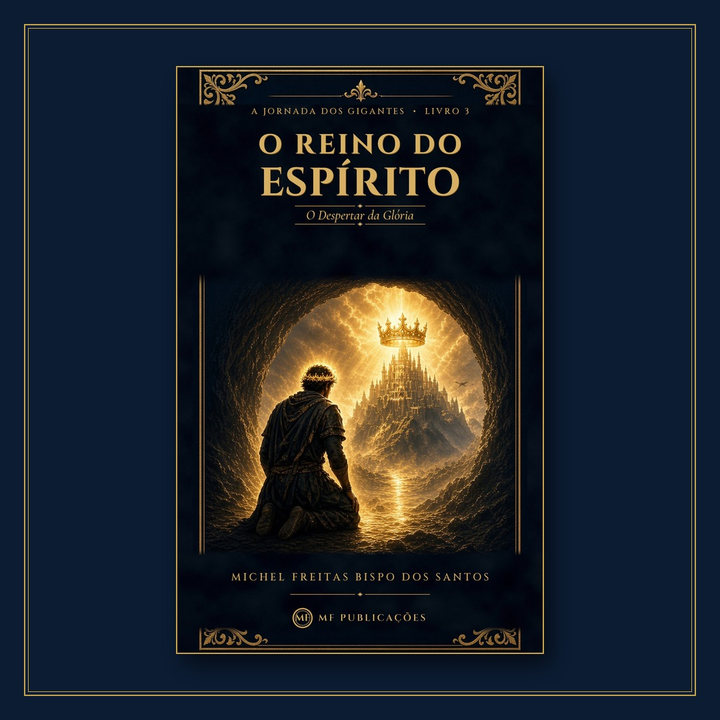 A JORNADA DOS GIGANTES • LIVRO 3
O REINO DO
ESPÍRITO
O Despertar da Glória
MICHEL FREITAS BISPO DOS SANTOS
MF MF PUBLICAÇÕES